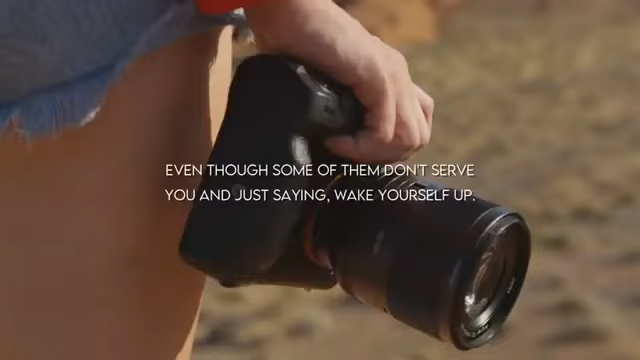 EVEN THOUGH SOME OF THEM DON'T SERVE
YOU AND JUST SAYING, WAKE YOURSELF UP.